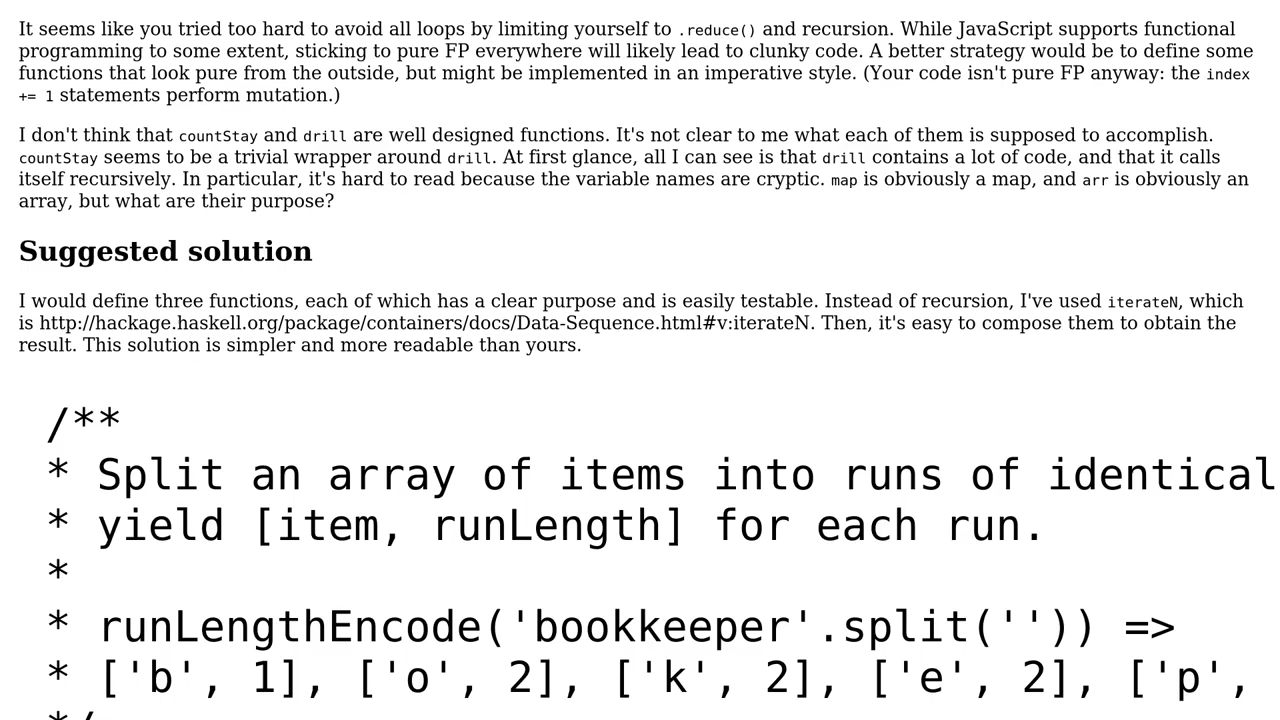 It seems like you tried too hard to avoid all loops by limiting yourself to .reduce() and recursion. While JavaScript supports functional
programming to some extent, sticking to pure FP everywhere will likely lead to clunky code. A better strategy would be to define some
functions that look pure from the outside, but might be implemented in an imperative style. (Your code isn't pure FP anyway: the index
+= 1 statements perform mutation.)
I don't think that countStay and drill are well designed functions. It's not clear to me what each of them is supposed to accomplish.
countStay seems to be a trivial wrapper around drill. At first glance, all I can see is that drill contains a lot of code, and that it calls
itself recursively. In particular, it's hard to read because the variable names are cryptic. map is obviously a map, and arr is obviously an
array, but what are their purpose?
Suggested solution
I would define three functions, each of which has a clear purpose and is easily testable. Instead of recursion, I've used iterateN, which
is http://hackage.haskell.org/package/containers/docs/Data-Sequence.html#v:iterateN. Then, it's easy to compose them to obtain the
result. This solution is simpler and more readable than yours.
/**
* Split an array of items into runs of identical
* yield [item, runLength] for each run.
*
* runLengthEncode('bookkeeper'.split('')) =>
* ['b', 1], ['o', 2], ['k', 2], ['e', 2], ['p',
*/